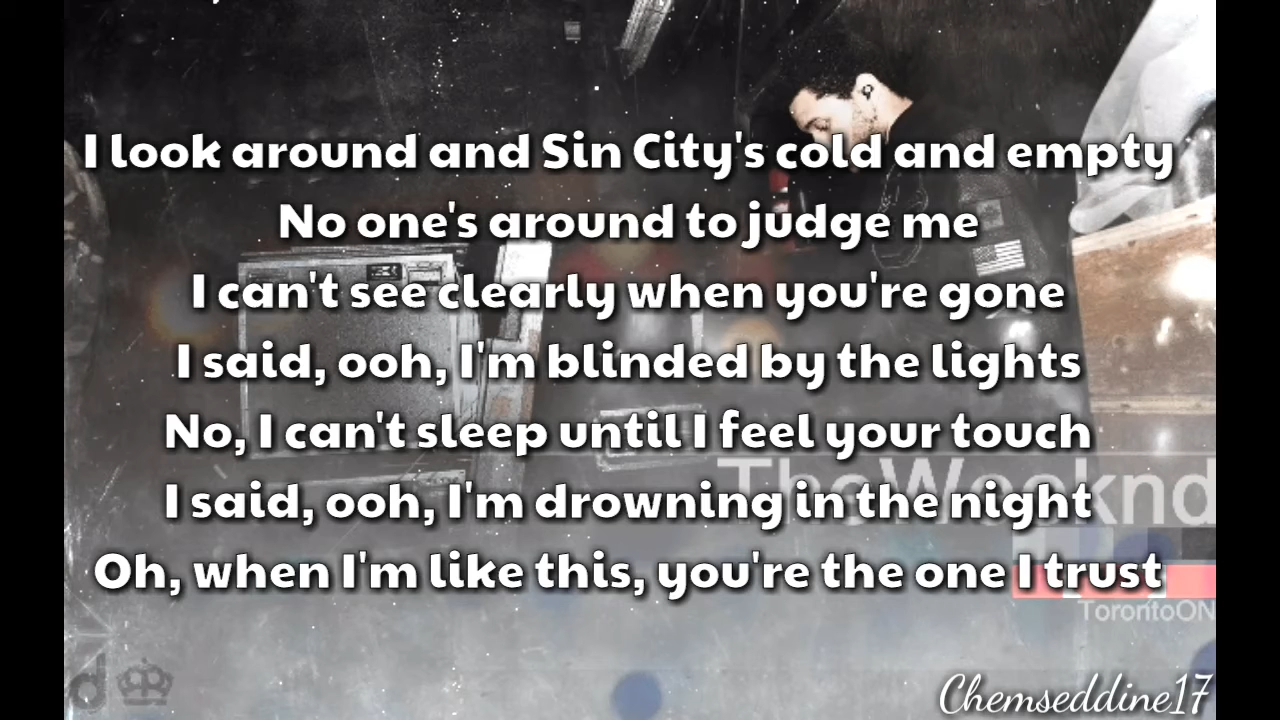 I look around and Sin City's cold and empty
No one's around to judge me
I can't see clearly when you're gone
I said, ooh, I'm blinded by the lights
No, I can't sleep until I feel your touch
I said, ooh, I'm drowning in the night
TheWeeknd
Oh, when I'm like this, you're the one I trust
TorontoON
d
Chemseddine17